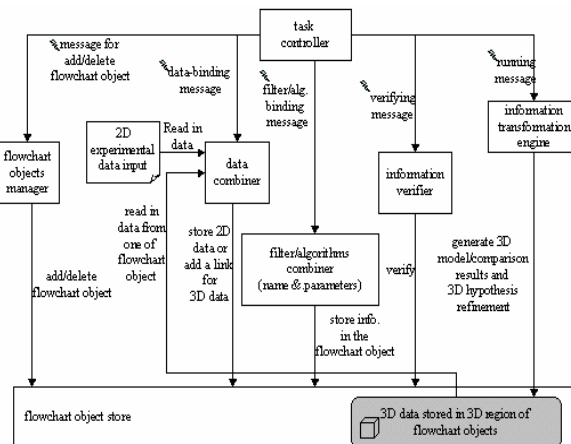 task
controller
message for
add/delete
flowchart object
data-binding
message
filter/alg.
binding
message
verifying
message
running
message
2D
experimental
data input
Read in
data
flowchart
objects
manager
data
combiner
information
verifier
information
transformation
engine
read in
data from
one of
flowchart
object
store 2D
data or
add a link
for
3D data
filter/algorithms
combiner
(name & parameters)
verify
generate 3D
model/comparison
results and
3D hypothesis
refinement
add/delete
flowchart object
store info.
in the
flowchart object
flowchart object store
3D data stored in 3D region of
flowchart objects